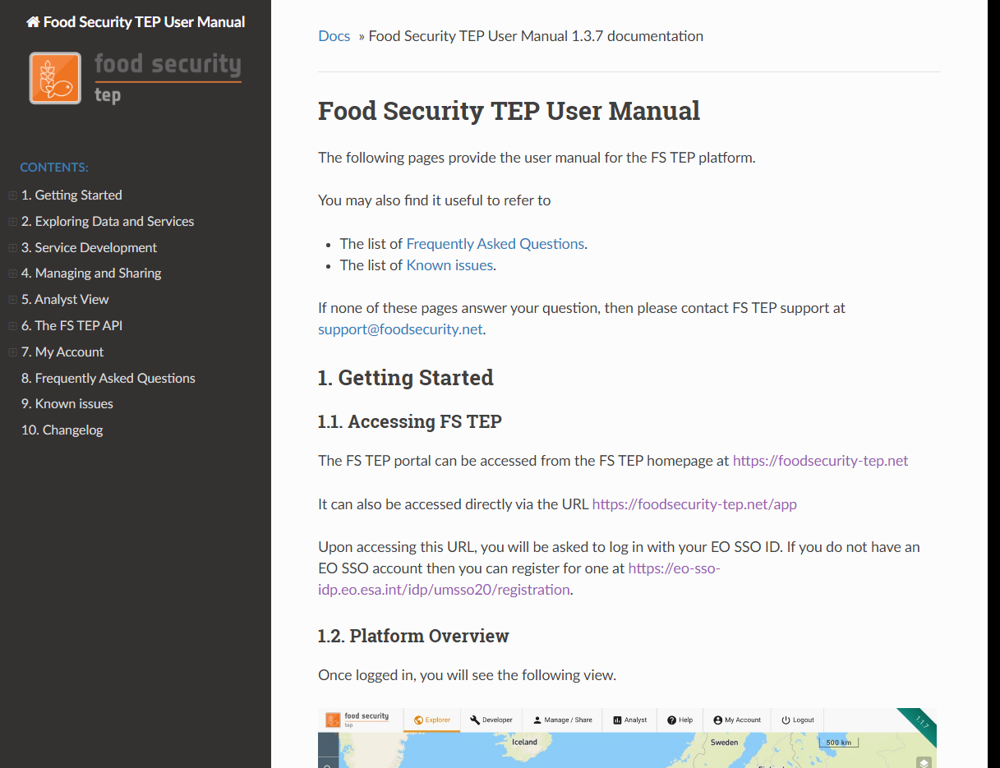 Food Security TEP User Manual
food security
tep
CONTENTS:
1. Getting Started
2. Exploring Data and Services
3. Service Development
4. Managing and Sharing
5. Analyst View
6. The FS TEP API
7. My Account
8. Frequently Asked Questions
9. Known issues
10. Changelog
Docs » Food Security TEP User Manual 1.3.7 documentation
Food Security TEP User Manual
The following pages provide the user manual for the FS TEP platform.
You may also find it useful to refer to
• The list of Frequently Asked Questions.
• The list of Known issues.
If none of these pages answer your question, then please contact FS TEP support at
support@foodsecurity.net.
1. Getting Started
1.1. Accessing FS TEP
The FS TEP portal can be accessed from the FS TEP homepage at https://foodsecurity-tep.net
It can also be accessed directly via the URL https://foodsecurity-tep.net/app
Upon accessing this URL, you will be asked to log in with your EO SSO ID. If you do not have an
EO SSO account then you can register for one at https://eo-sso-
idp.eo.esa.int/idp/umsso20/registration.
1.2. Platform Overview
Once logged in, you will see the following view.
food security
tep
Explorer
Developer
Manage / Share
Analyst
Help
My Account
Logout
1.1.7
Iceland
Sweden
500 km